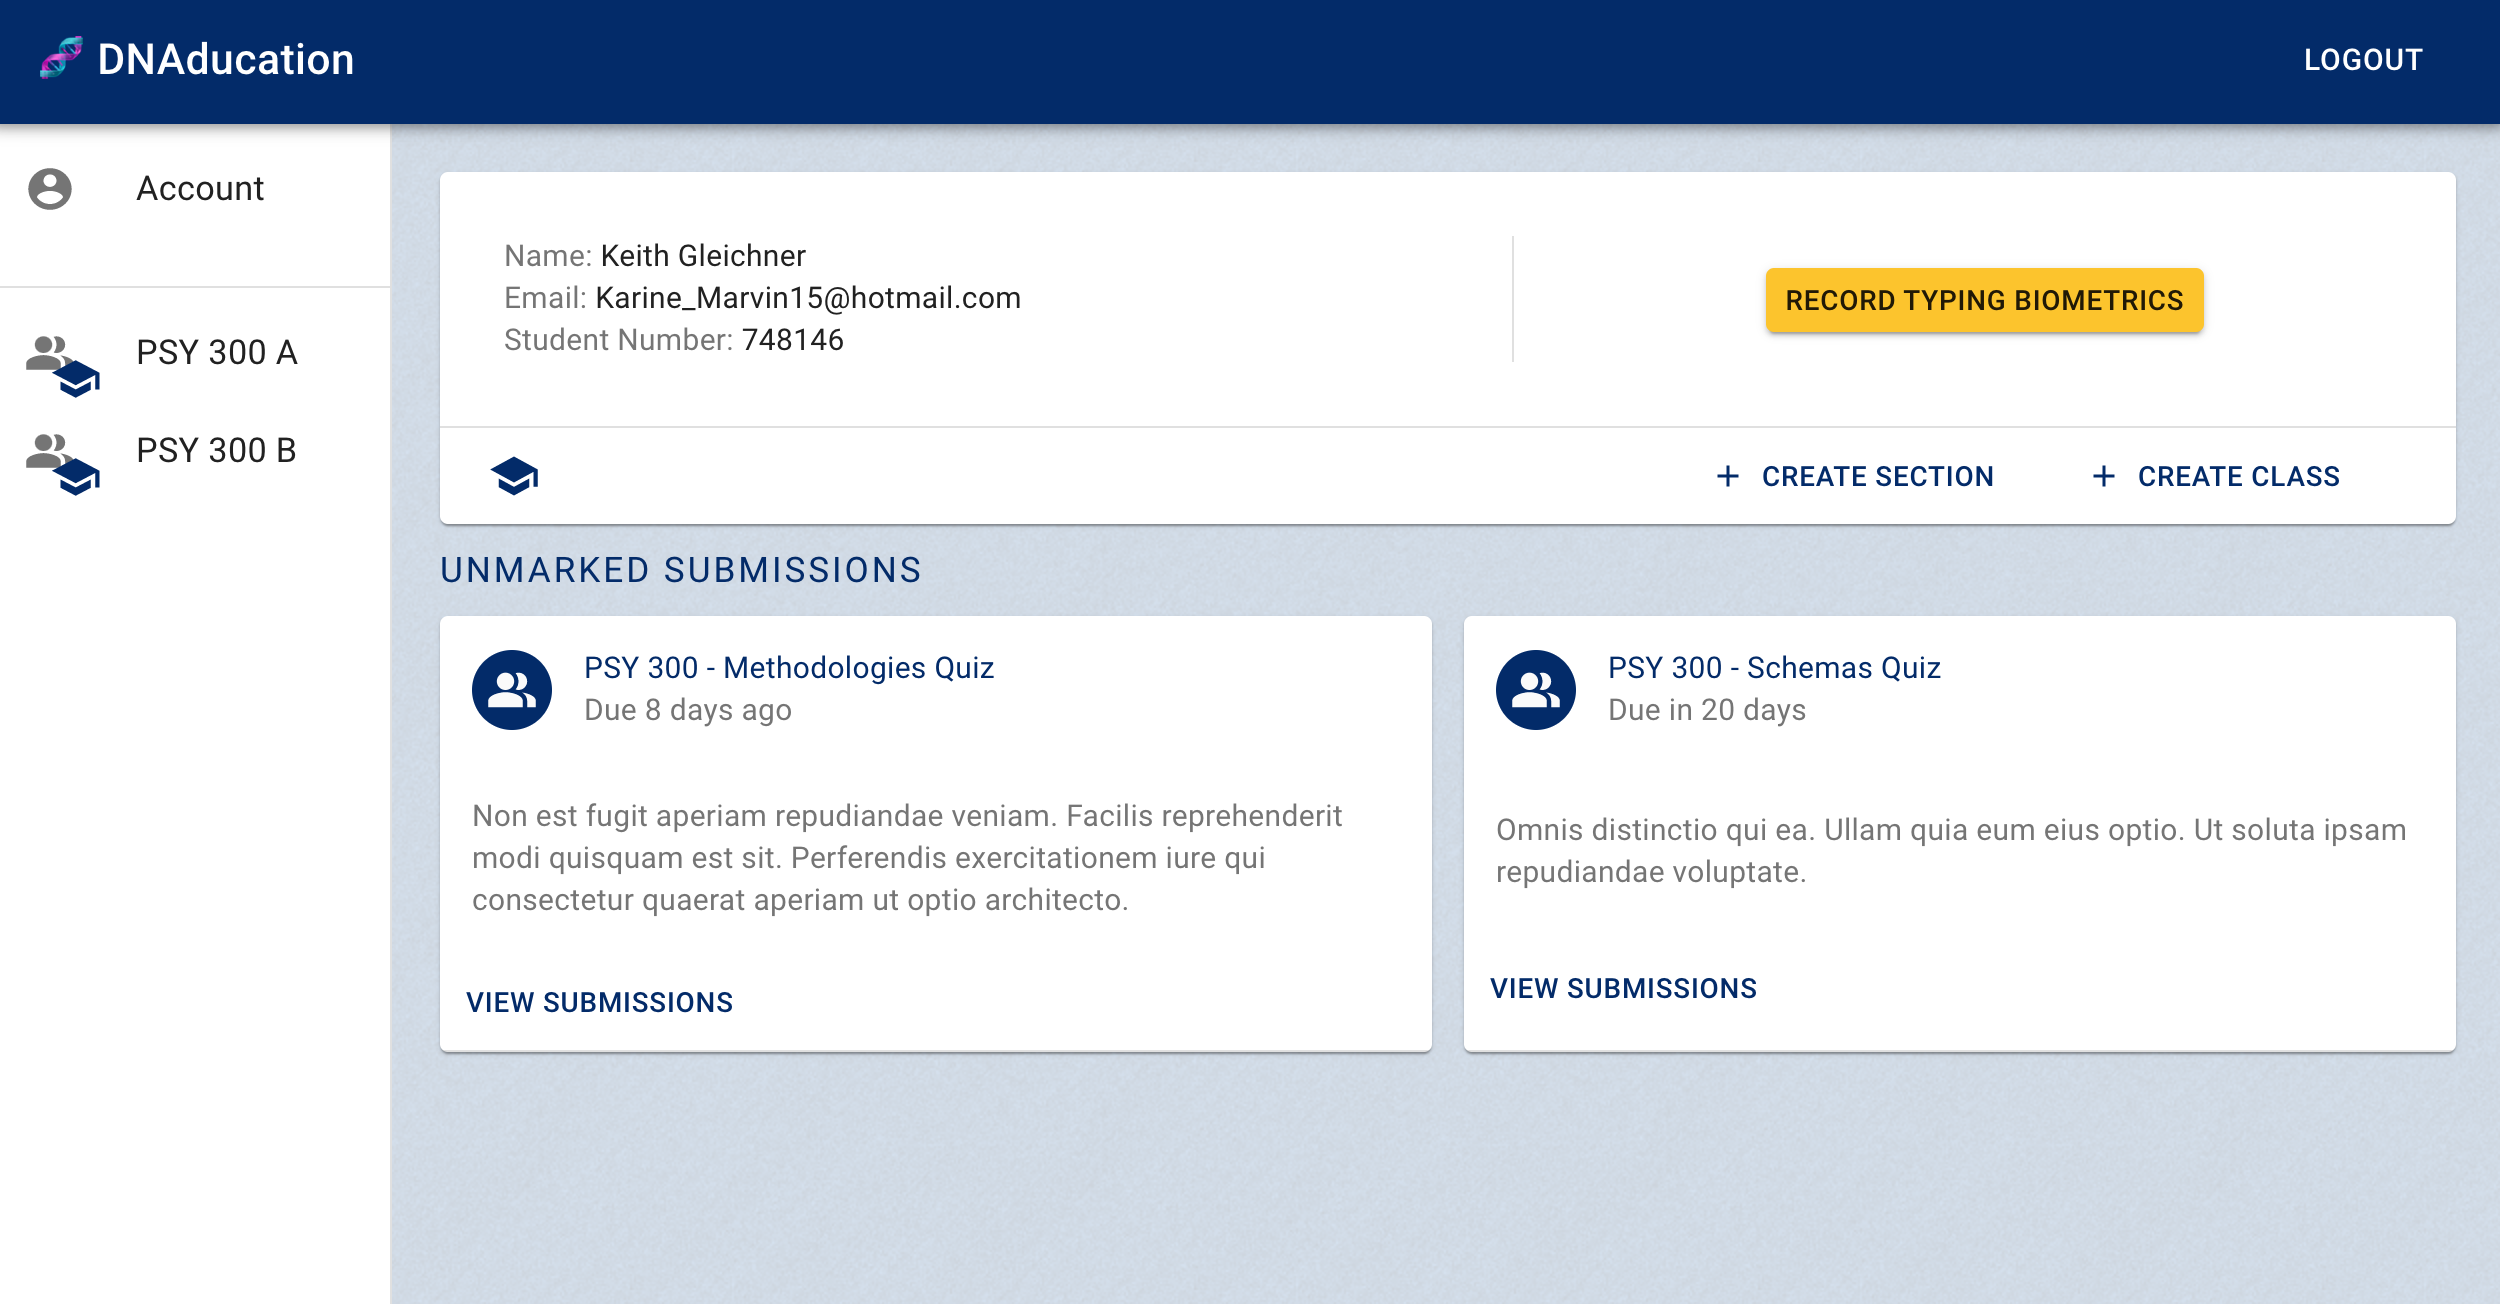 DNAducation
LOGOUT
Account
PSY 300 A
PSY 300 B
Name: Keith Gleichner
Email: Karine_Marvin15@hotmail.com
Student Number: 748146
RECORD TYPING BIOMETRICS
+ CREATE SECTION
+ CREATE CLASS
UNMARKED SUBMISSIONS
PSY 300 - Methodologies Quiz
Due 8 days ago
Non est fugit aperiam repudiandae veniam. Facilis reprehenderit
modi quisquam est sit. Perferendis exercitationem iure qui
consectetur quaerat aperiam ut optio architecto.
VIEW SUBMISSIONS
PSY 300 - Schemas Quiz
Due in 20 days
Omnis distinctio qui ea. Ullam quia eum eius optio. Ut soluta ipsam
repudiandae voluptate.
VIEW SUBMISSIONS